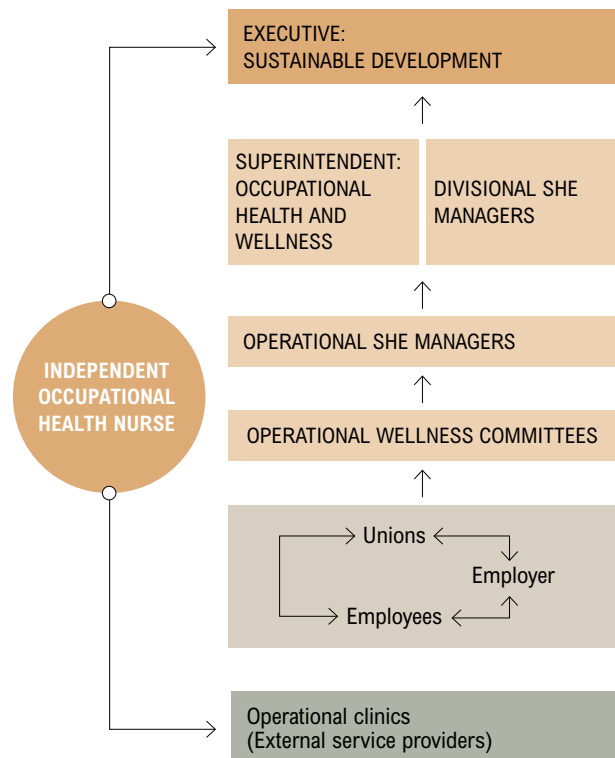 EXECUTIVE:
SUSTAINABLE DEVELOPMENT
SUPERINTENDENT:
OCCUPATIONAL
HEALTH AND
WELLNESS
DIVISIONAL SHE
MANAGERS
INDEPENDENT
OCCUPATIONAL
HEALTH NURSE
OPERATIONAL SHE MANAGERS
OPERATIONAL WELLNESS COMMITTEES
Unions
Employer
Employees
Operational clinics
(External service providers)